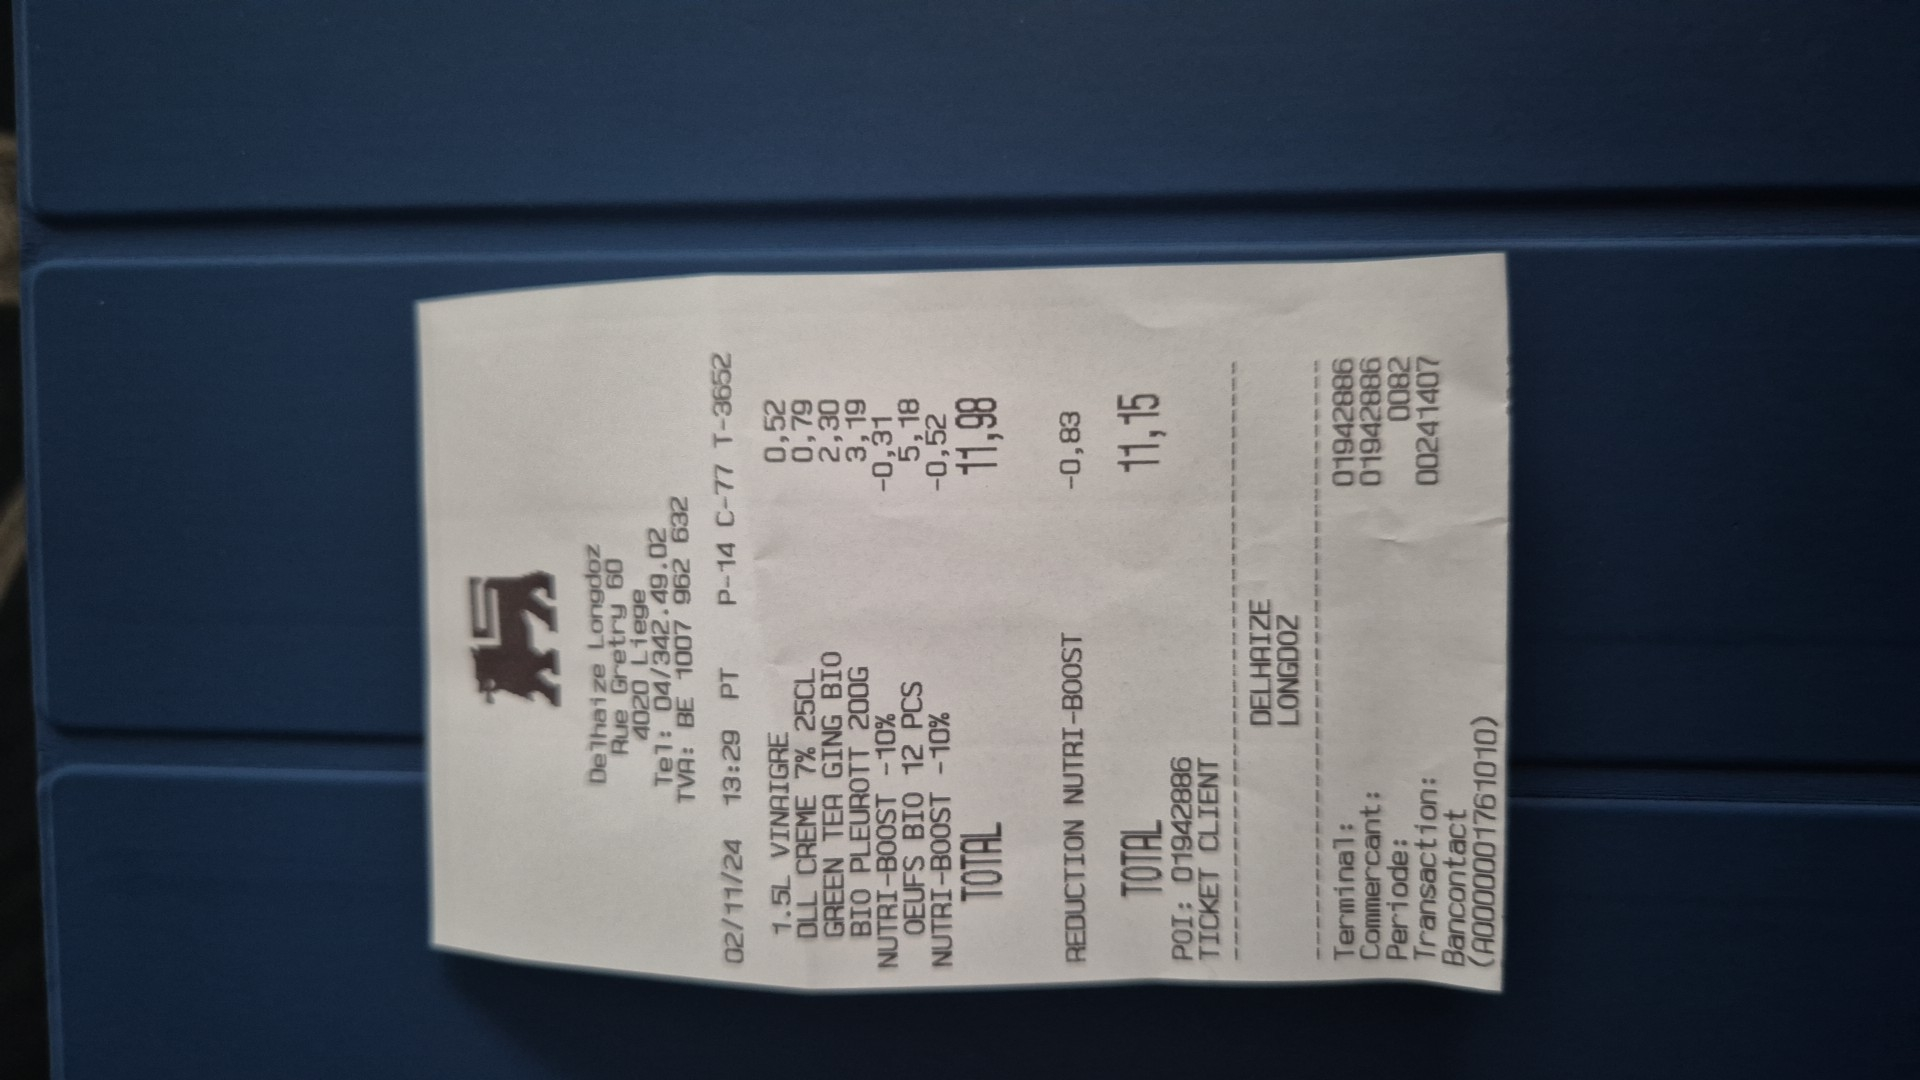 Delhaize Longdoz
Rue Gretry 60
4020 Liege
Tel: 04/342.49.02
TVA: BE 1007 962 632
02/11/24 13:29 PT P-14 C-77 T-3652
1.5L VINAIGRE 0,52
DLL CREME 7% 25CL 0,79
GREEN TEA GING BIO 2,30
BIO PLEUROTT 200G 3,19
NUTRI-BOOST -10% -0,31
OEUFS BIO 12 PCS 5,18
NUTRI-BOOST -10% -0,52
TOTAL 11,98
REDUCTION NUTRI-BOOST -0,83
TOTAL 11,15
POI: 01942886
TICKET CLIENT
--------------------------------
DELHAIZE
LONGDOZ
--------------------------------
Terminal: 01942886
Commercant: 01942886
Periode: 0082
Transaction: 00241407
Bancontact
(A0000001761010)